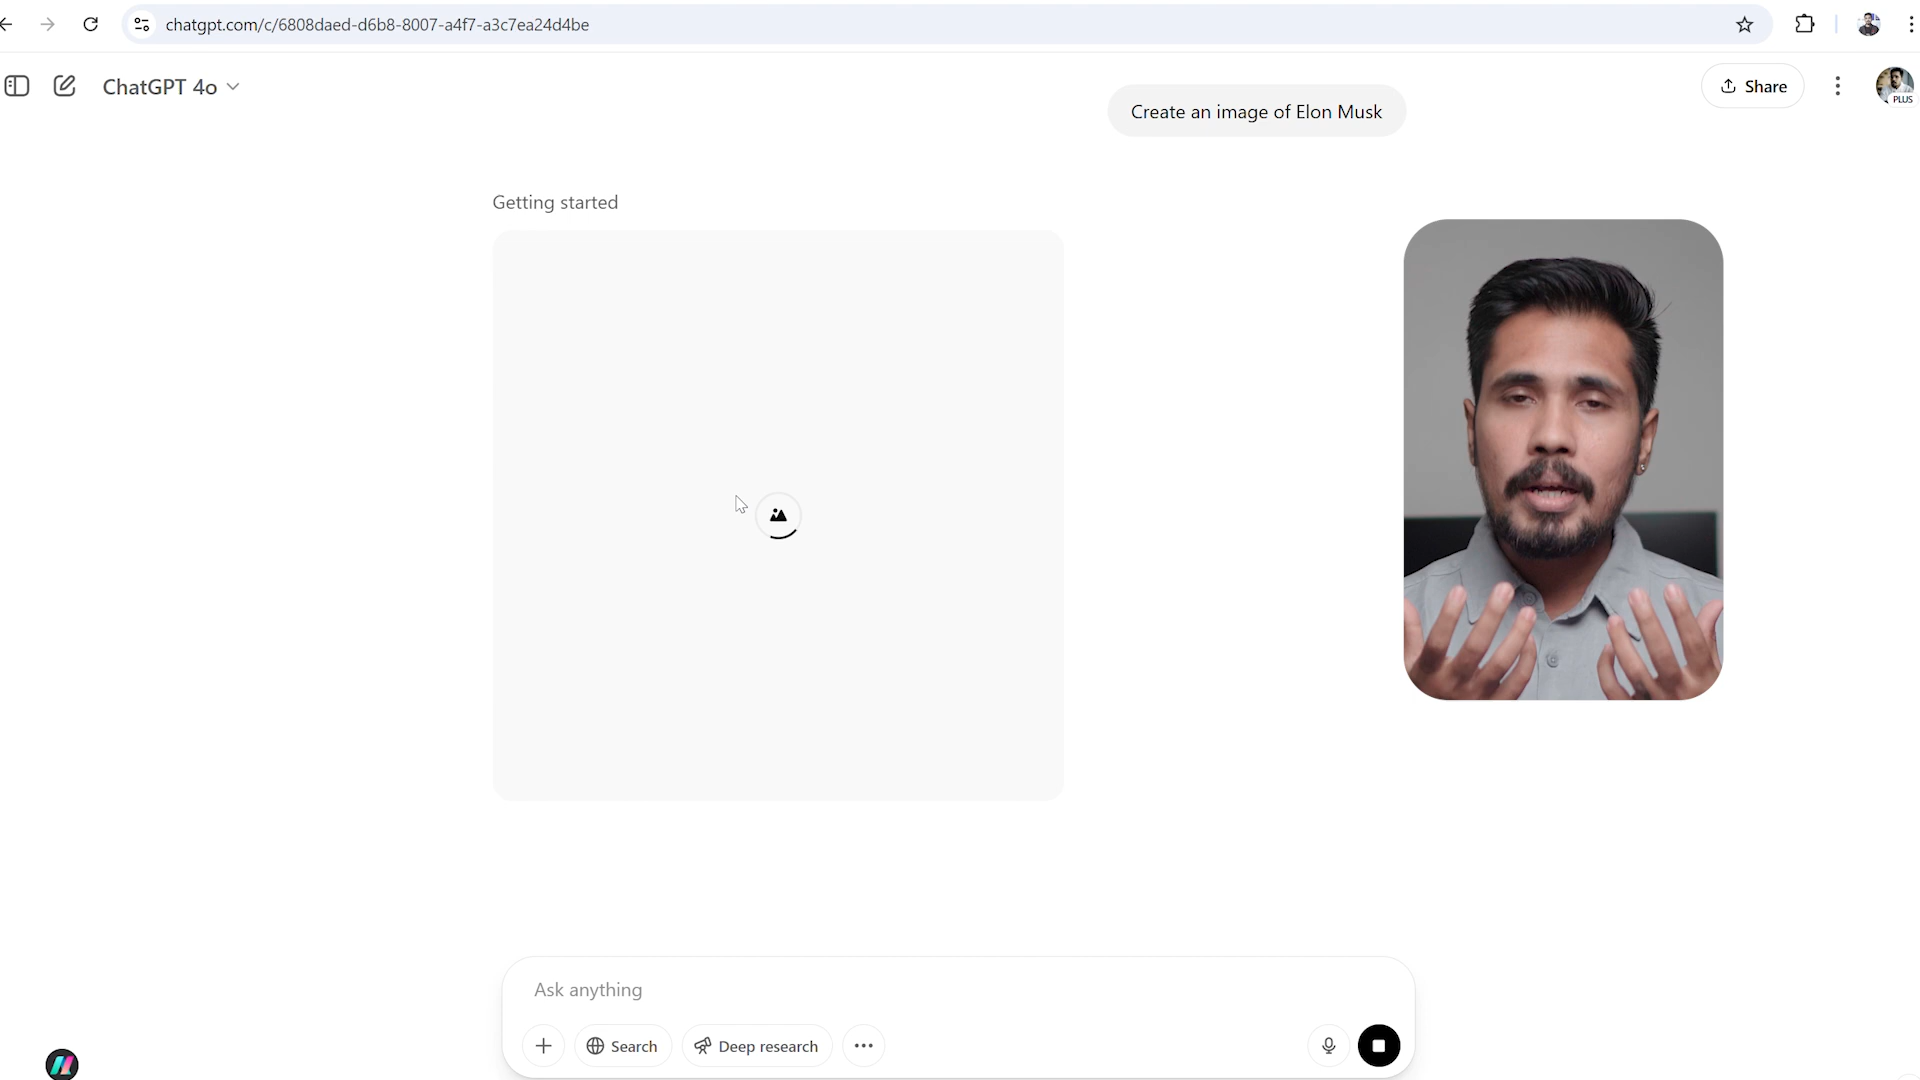 chatgpt.com/c/6808daed-d6b8-8007-a4f7-a3c7ea24d4be
ChatGPT 4o
Share
PLUS
Create an image of Elon Musk
Getting started
Ask anything
Search
Deep research